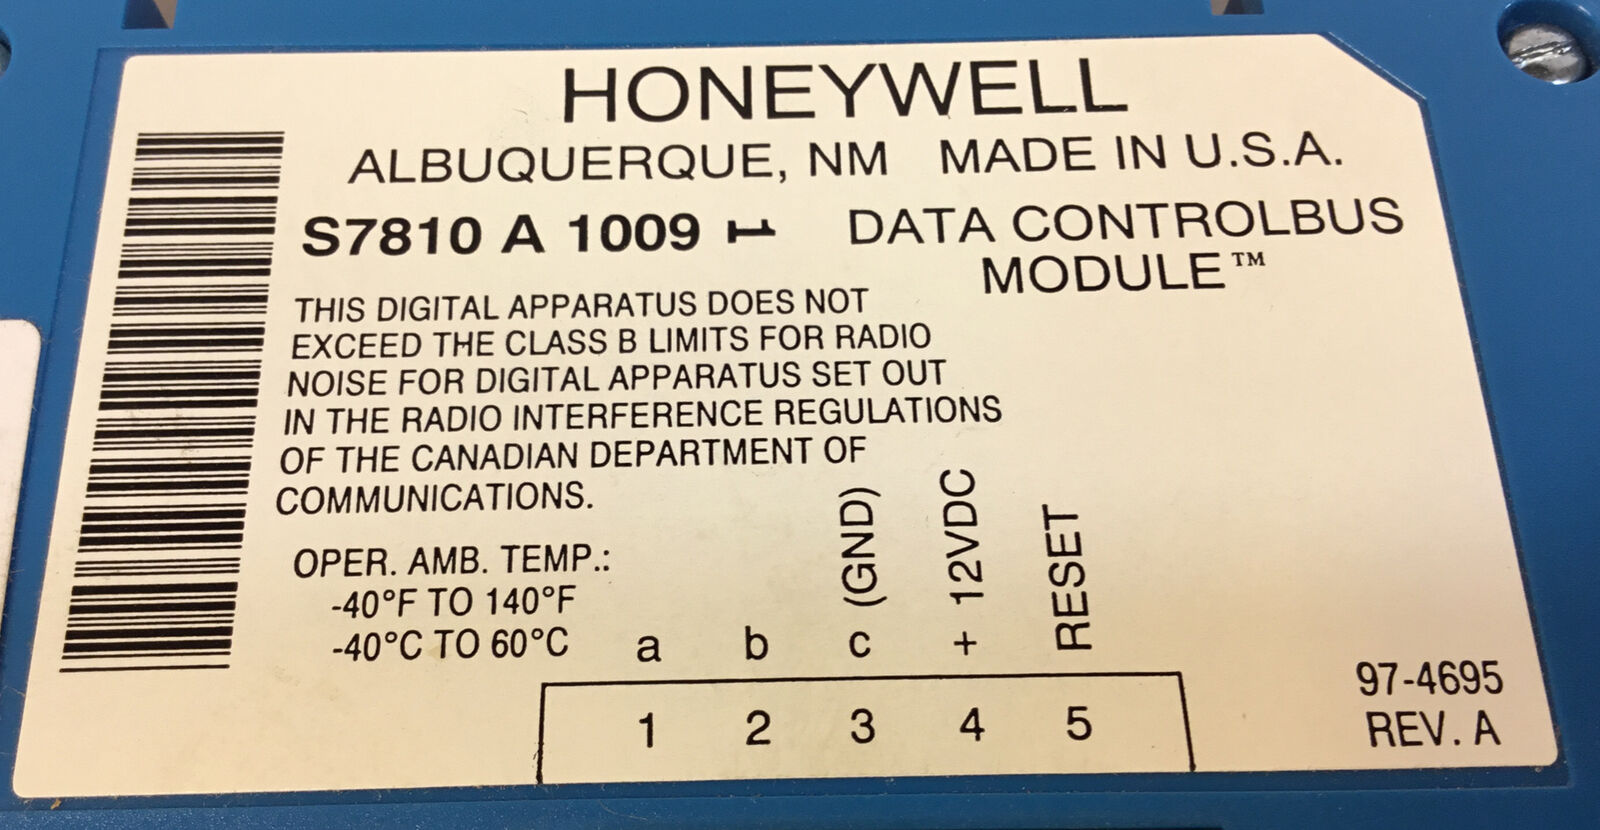 HONEYWELL
ALBUQUERQUE, NM MADE IN U.S.A.
S7810 A 1009 1 DATA CONTROLBUS
MODULE™
THIS DIGITAL APPARATUS DOES NOT
EXCEED THE CLASS B LIMITS FOR RADIO
NOISE FOR DIGITAL APPARATUS SET OUT
IN THE RADIO INTERFERENCE REGULATIONS
OF THE CANADIAN DEPARTMENT OF
COMMUNICATIONS.
OPER. AMB. TEMP.:
-40°F TO 140°F
-40°C TO 60°C
a b c (GND) + 12VDC RESET
1 2 3 4 5
97-4695
REV. A